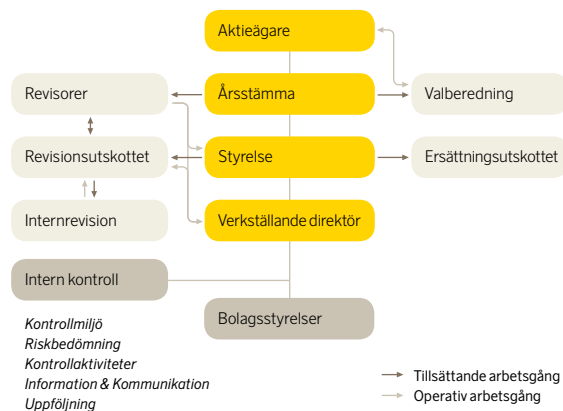 Aktieägare
Revisorer
Årsstämma
Valberedning
Revisionsutskottet
Styrelse
Ersättningsutskottet
Internrevision
Verkställande direktör
Intern kontroll
Bolagsstyrelser
Kontrollmiljö
Riskbedömning
Kontrollaktiviteter
Information & Kommunikation
Uppföljning
Tillsättande arbetsgång
Operativ arbetsgång